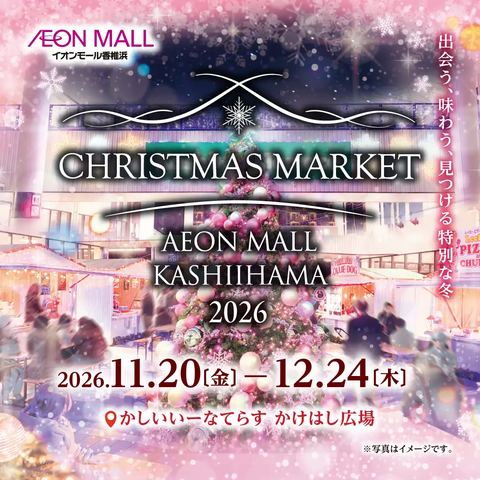 ÆON MALL
イオンモール香椎浜
出会う、味わう、見つける 特別な冬
CHRISTMAS MARKET
AEON MALL
KASHIIHAMA
2026
2026.11.20[金]―12.24[木]
かしいいーなてらす かけはし広場
※写真はイメージです。